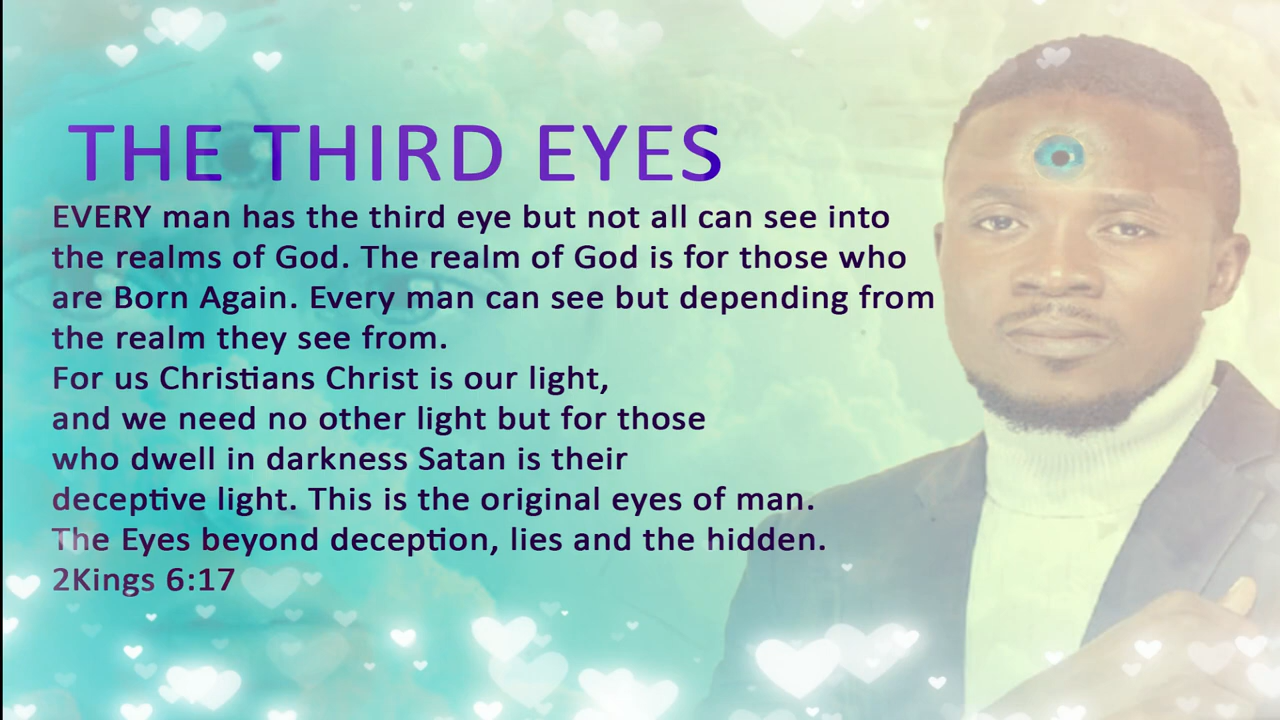 THE THIRD EYES
EVERY man has the third eye but not all can see into
the realms of God. The realm of God is for those who
are Born Again. Every man can see but depending from
the realm they see from.
For us Christians Christ is our light,
and we need no other light but for those
who dwell in darkness Satan is their
deceptive light. This is the original eyes of man.
The Eyes beyond deception, lies and the hidden.
2Kings 6:17